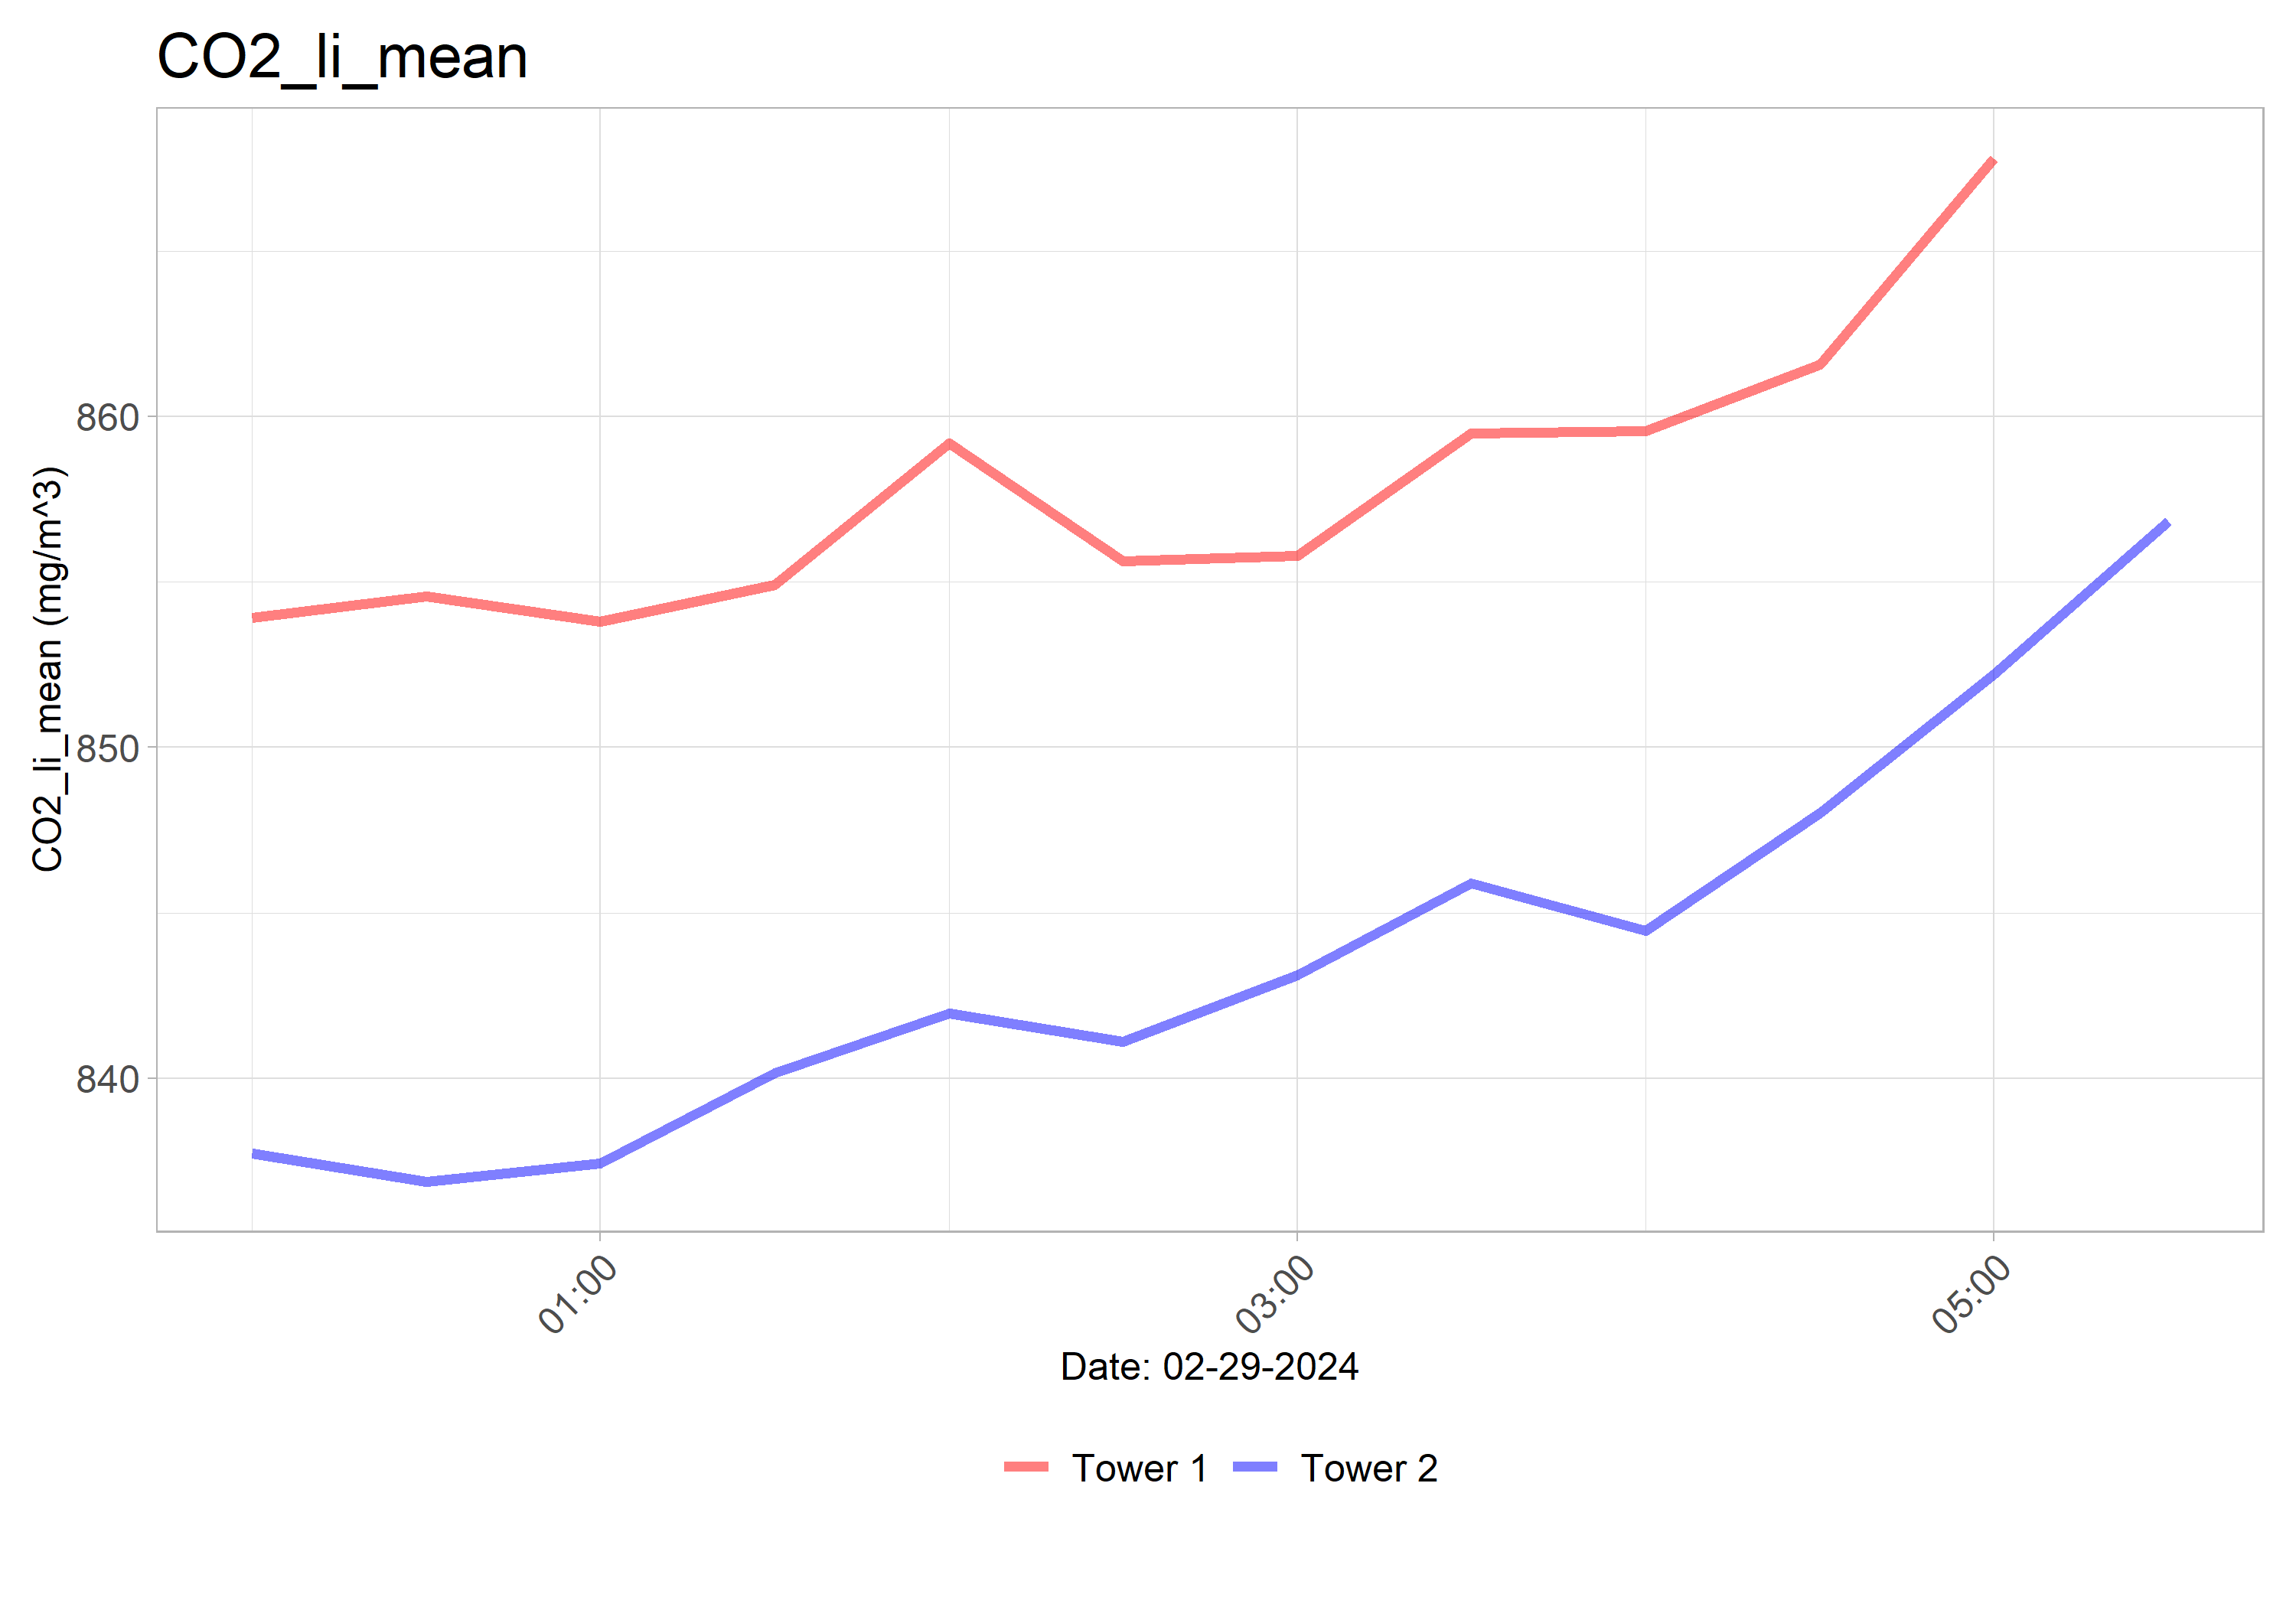 CO2_li_mean
CO2_li_mean (mg/m^3)
860
850
840
01:00
03:00
05:00
Date: 02-29-2024
Tower 1
Tower 2